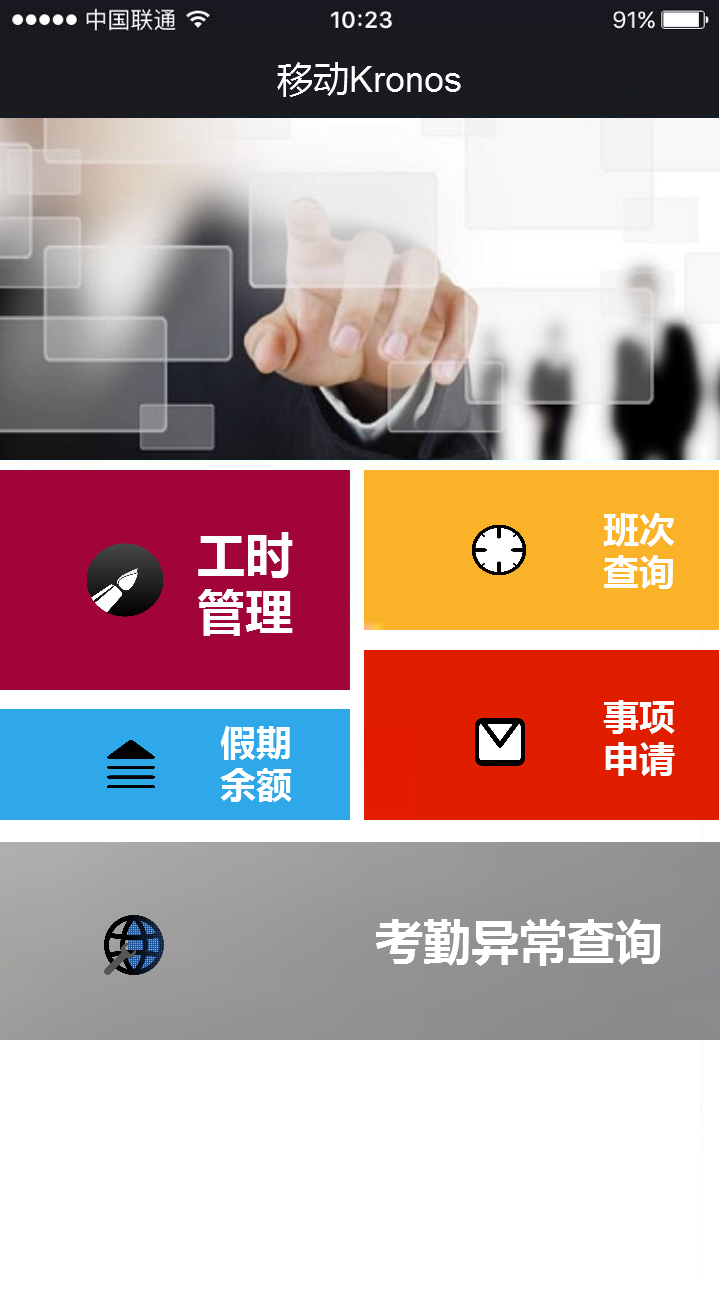 中国联通 10:23 91%
移动Kronos
工时
管理
班次
查询
假期
余额
事项
申请
考勤异常查询